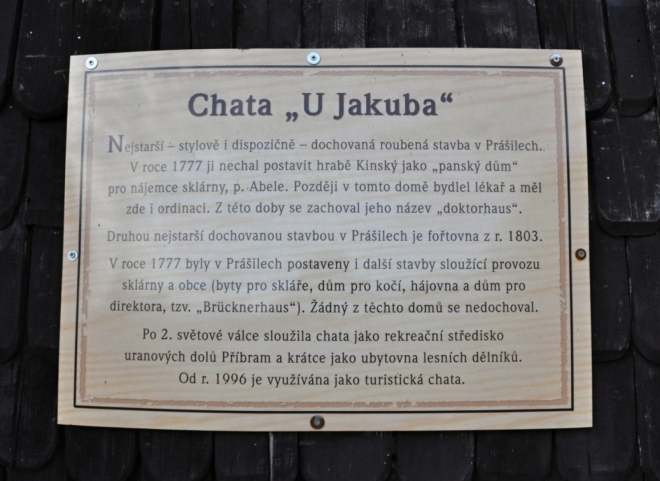 Chata „U Jakuba“
Nejstarší – stylově i dispozičně – dochovaná roubená stavba v Prášilech.
V roce 1777 ji nechal postavit hrabě Kinský jako „panský dům“
pro nájemce sklárny, p. Abele. Později v tomto domě bydlel lékař a měl
zde i ordinaci. Z této doby se zachoval jeho název „doktorhaus“.
Druhou nejstarší dochovanou stavbou v Prášilech je fořtovna z r. 1803.
V roce 1777 byly v Prášilech postaveny i další stavby sloužící provozu
sklárny a obce (byty pro skláře, dům pro kočí, hájovna a dům pro
direktora, tzv. „Brücknerhaus“). Žádný z těchto domů se nedochoval.
Po 2. světové válce sloužila chata jako rekreační středisko
uranových dolů Příbram a krátce jako ubytovna lesních dělníků.
Od r. 1996 je využívána jako turistická chata.